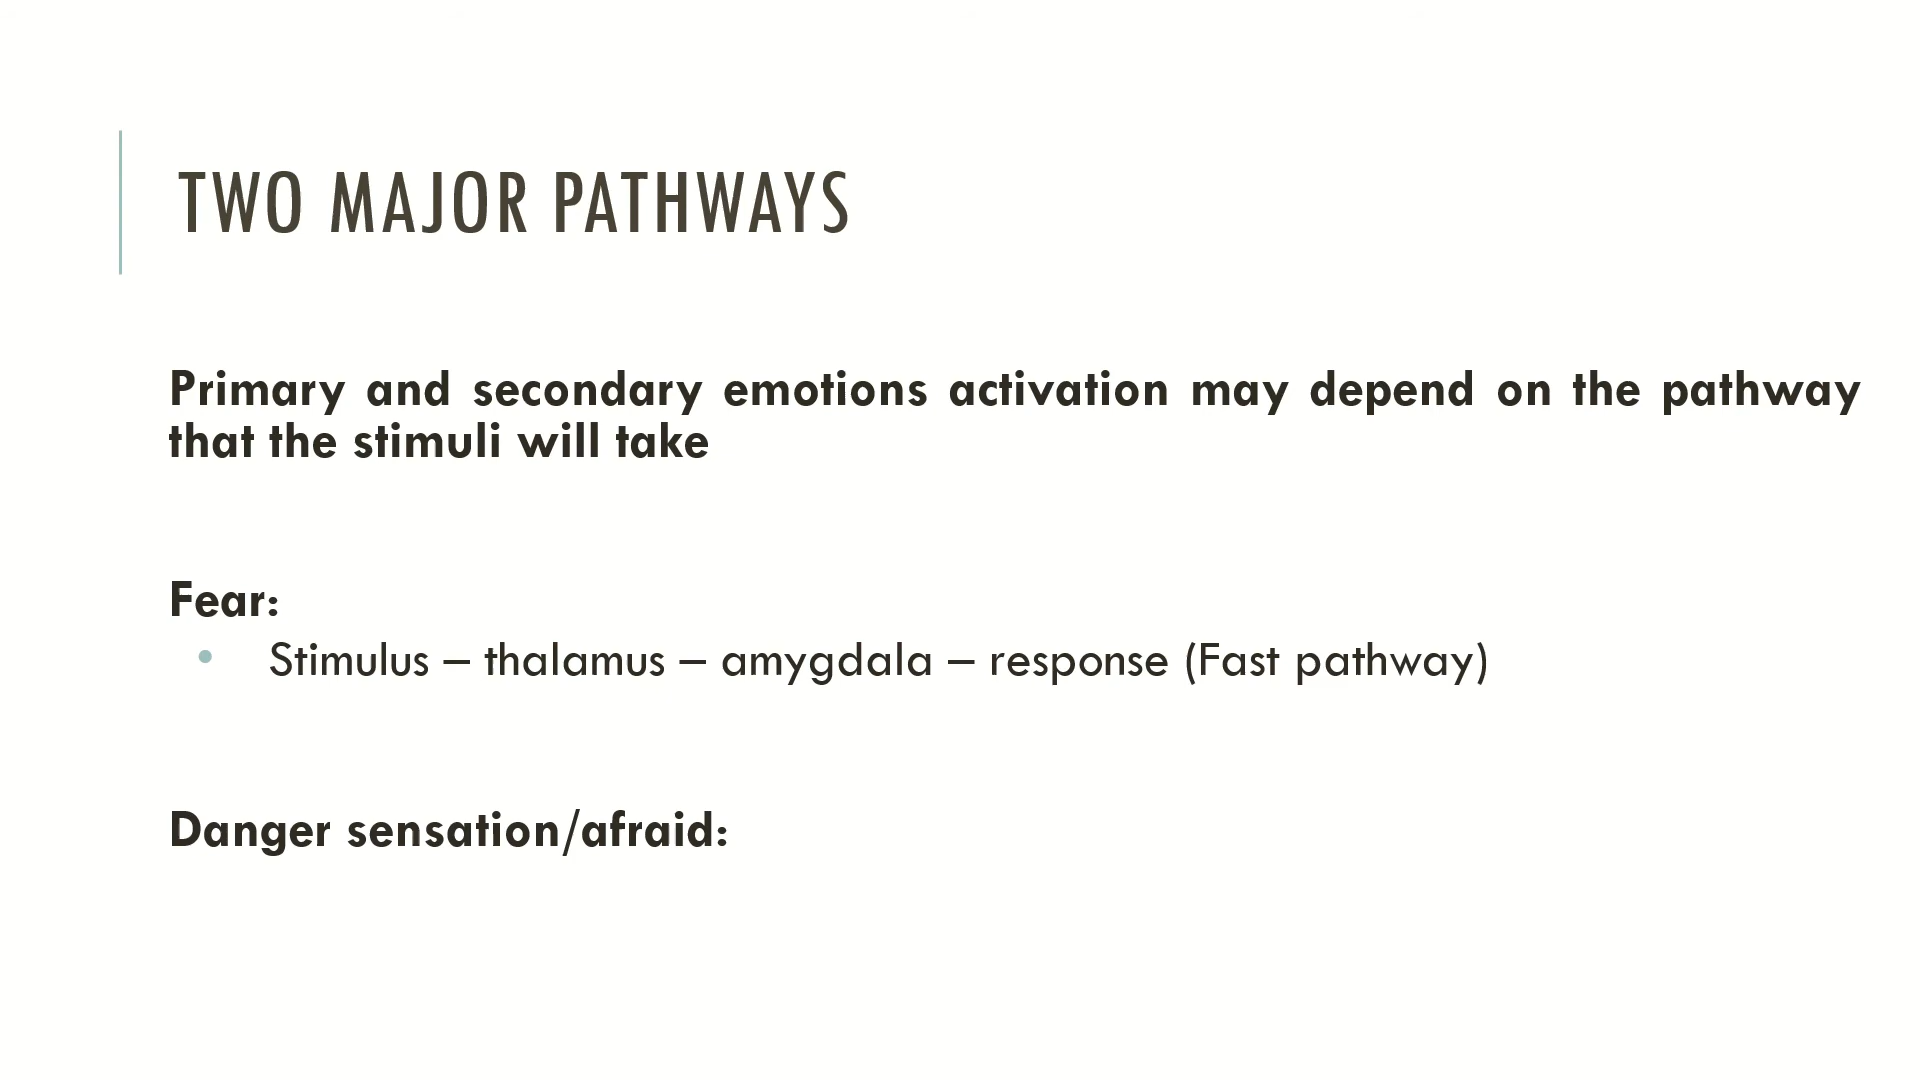 TWO MAJOR PATHWAYS
Primary and secondary emotions activation may depend on the pathway
that the stimuli will take
Fear:
• Stimulus – thalamus – amygdala – response (Fast pathway)
Danger sensation/afraid: